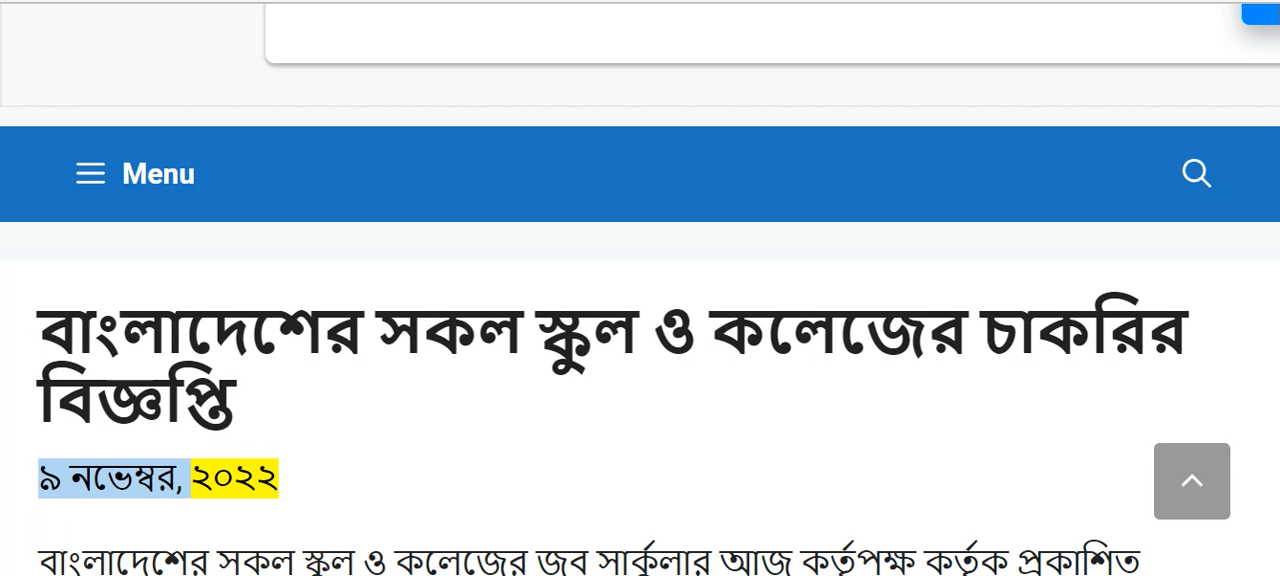 Menu
বাংলাদেশের সকল স্কুল ও কলেজের চাকরির
বিজ্ঞপ্তি
৯ নভেম্বর, ২০২২
বাংলাদেশের সকল স্কুল ও কলেজের জব সার্কুলার আজ কর্তৃপক্ষ কর্তৃক প্রকাশিত